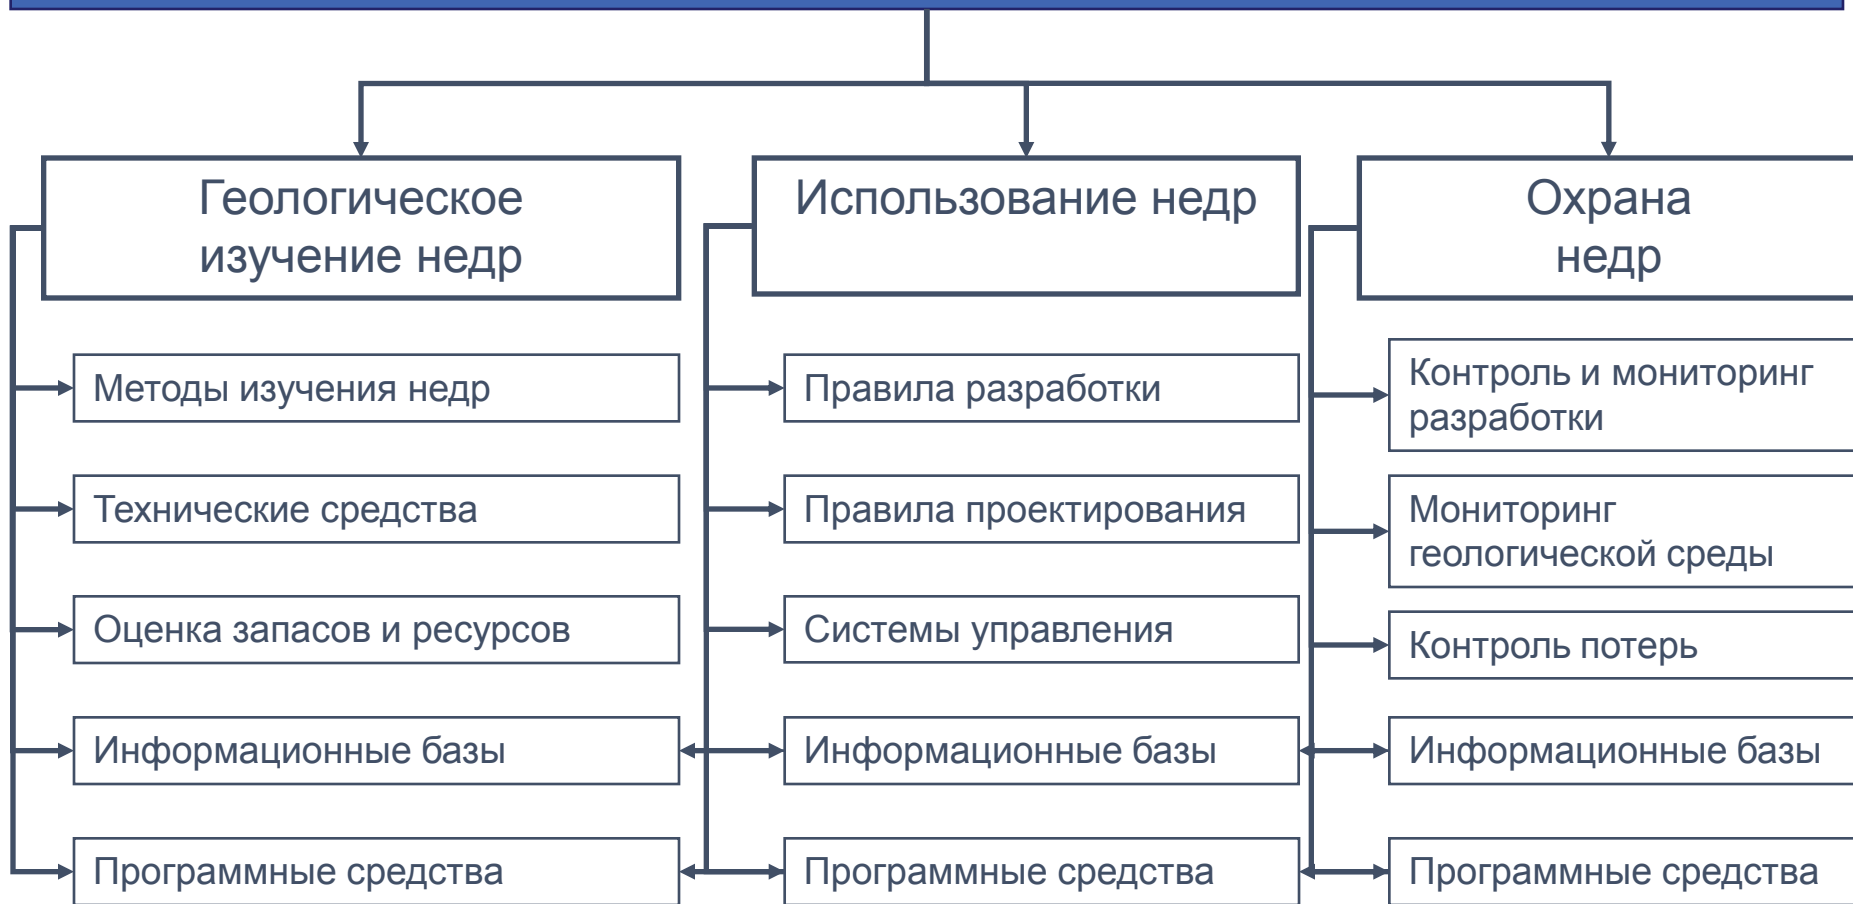 Геологическое
изучение недр
Методы изучения недр
Технические средства
Оценка запасов и ресурсов
Информационные базы
Программные средства
Использование недр
Правила разработки
Правила проектирования
Системы управления
Информационные базы
Программные средства
Охрана
недр
Контроль и мониторинг
разработки
Мониторинг
геологической среды
Контроль потерь
Информационные базы
Программные средства